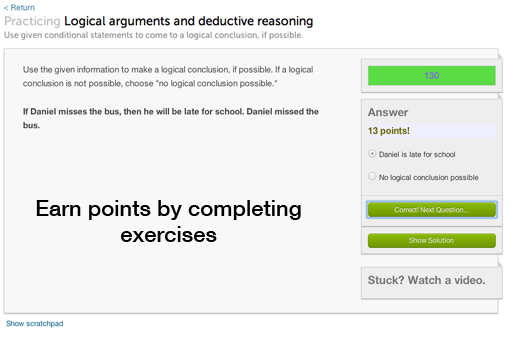 < Return
Practicing Logical arguments and deductive reasoning
Use given conditional statements to come to a logical conclusion, if possible.
Use the given information to make a logical conclusion, if possible. If a logical
conclusion is not possible, choose "no logical conclusion possible."
If Daniel misses the bus, then he will be late for school. Daniel missed the
bus.
Earn points by completing
exercises
130
Answer
13 points!
Daniel is late for school
No logical conclusion possible
Correct! Next Question...
Show Solution
Stuck? Watch a video.
Show scratchpad